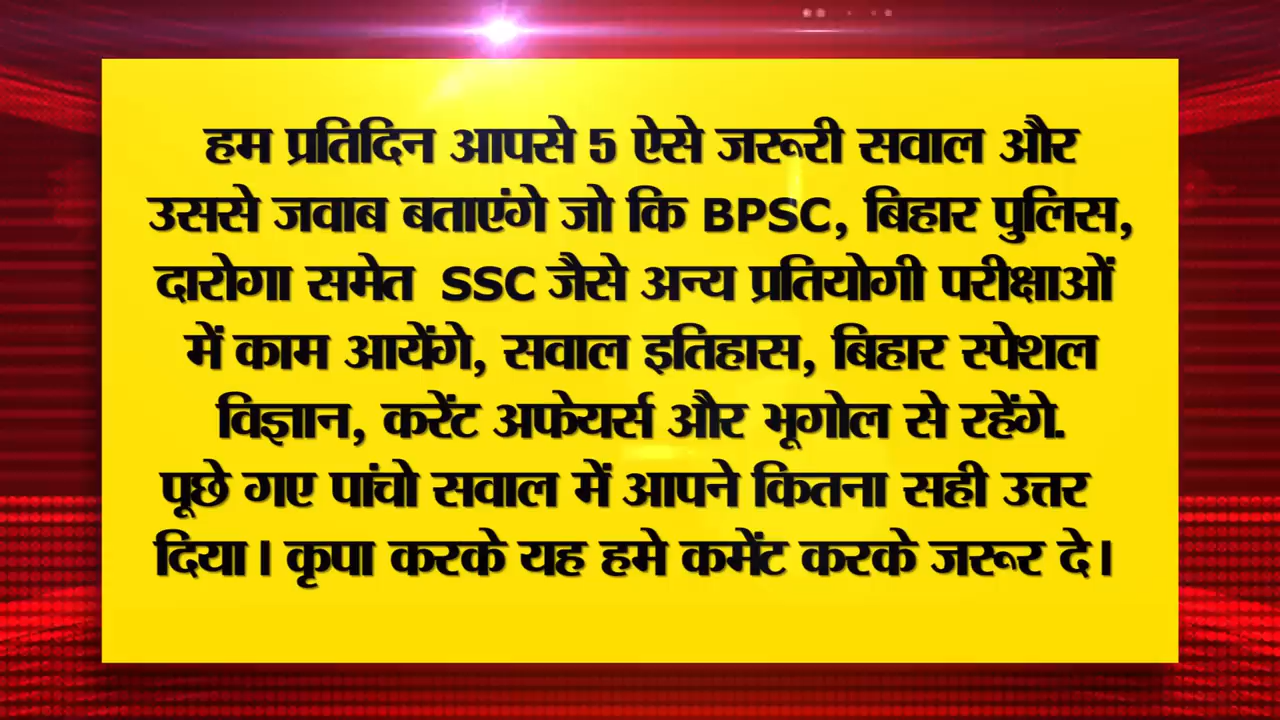 हम प्रतिदिन आपसे 5 ऐसे जरूरी सवाल और
उससे जवाब बताएंगे जो कि BPSC, बिहार पुलिस,
दारोगा समेत SSC जैसे अन्य प्रतियोगी परीक्षाओं
में काम आयेंगे, सवाल इतिहास, बिहार स्पेशल
विज्ञान, करेंट अफेयर्स और भूगोल से रहेंगे.
पूछे गए पांचो सवाल में आपने कितना सही उत्तर
दिया। कृपा करके यह हमे कमेंट करके जरूर दे।